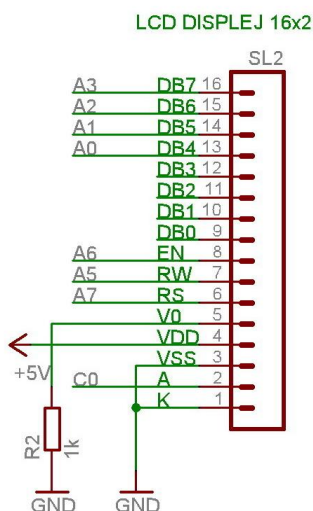 LCD DISPLEJ 16x2
SL2
A3 DB7 16
A2 DB6 15
A1 DB5 14
A0 DB4 13
DB3 12
DB2 11
DB1 10
DB0 9
A6 EN 8
A5 RW 7
A7 RS 6
V0 5
VDD 4
VSS 3
+5V
C0 A 2
K 1
R2
1k
GND GND